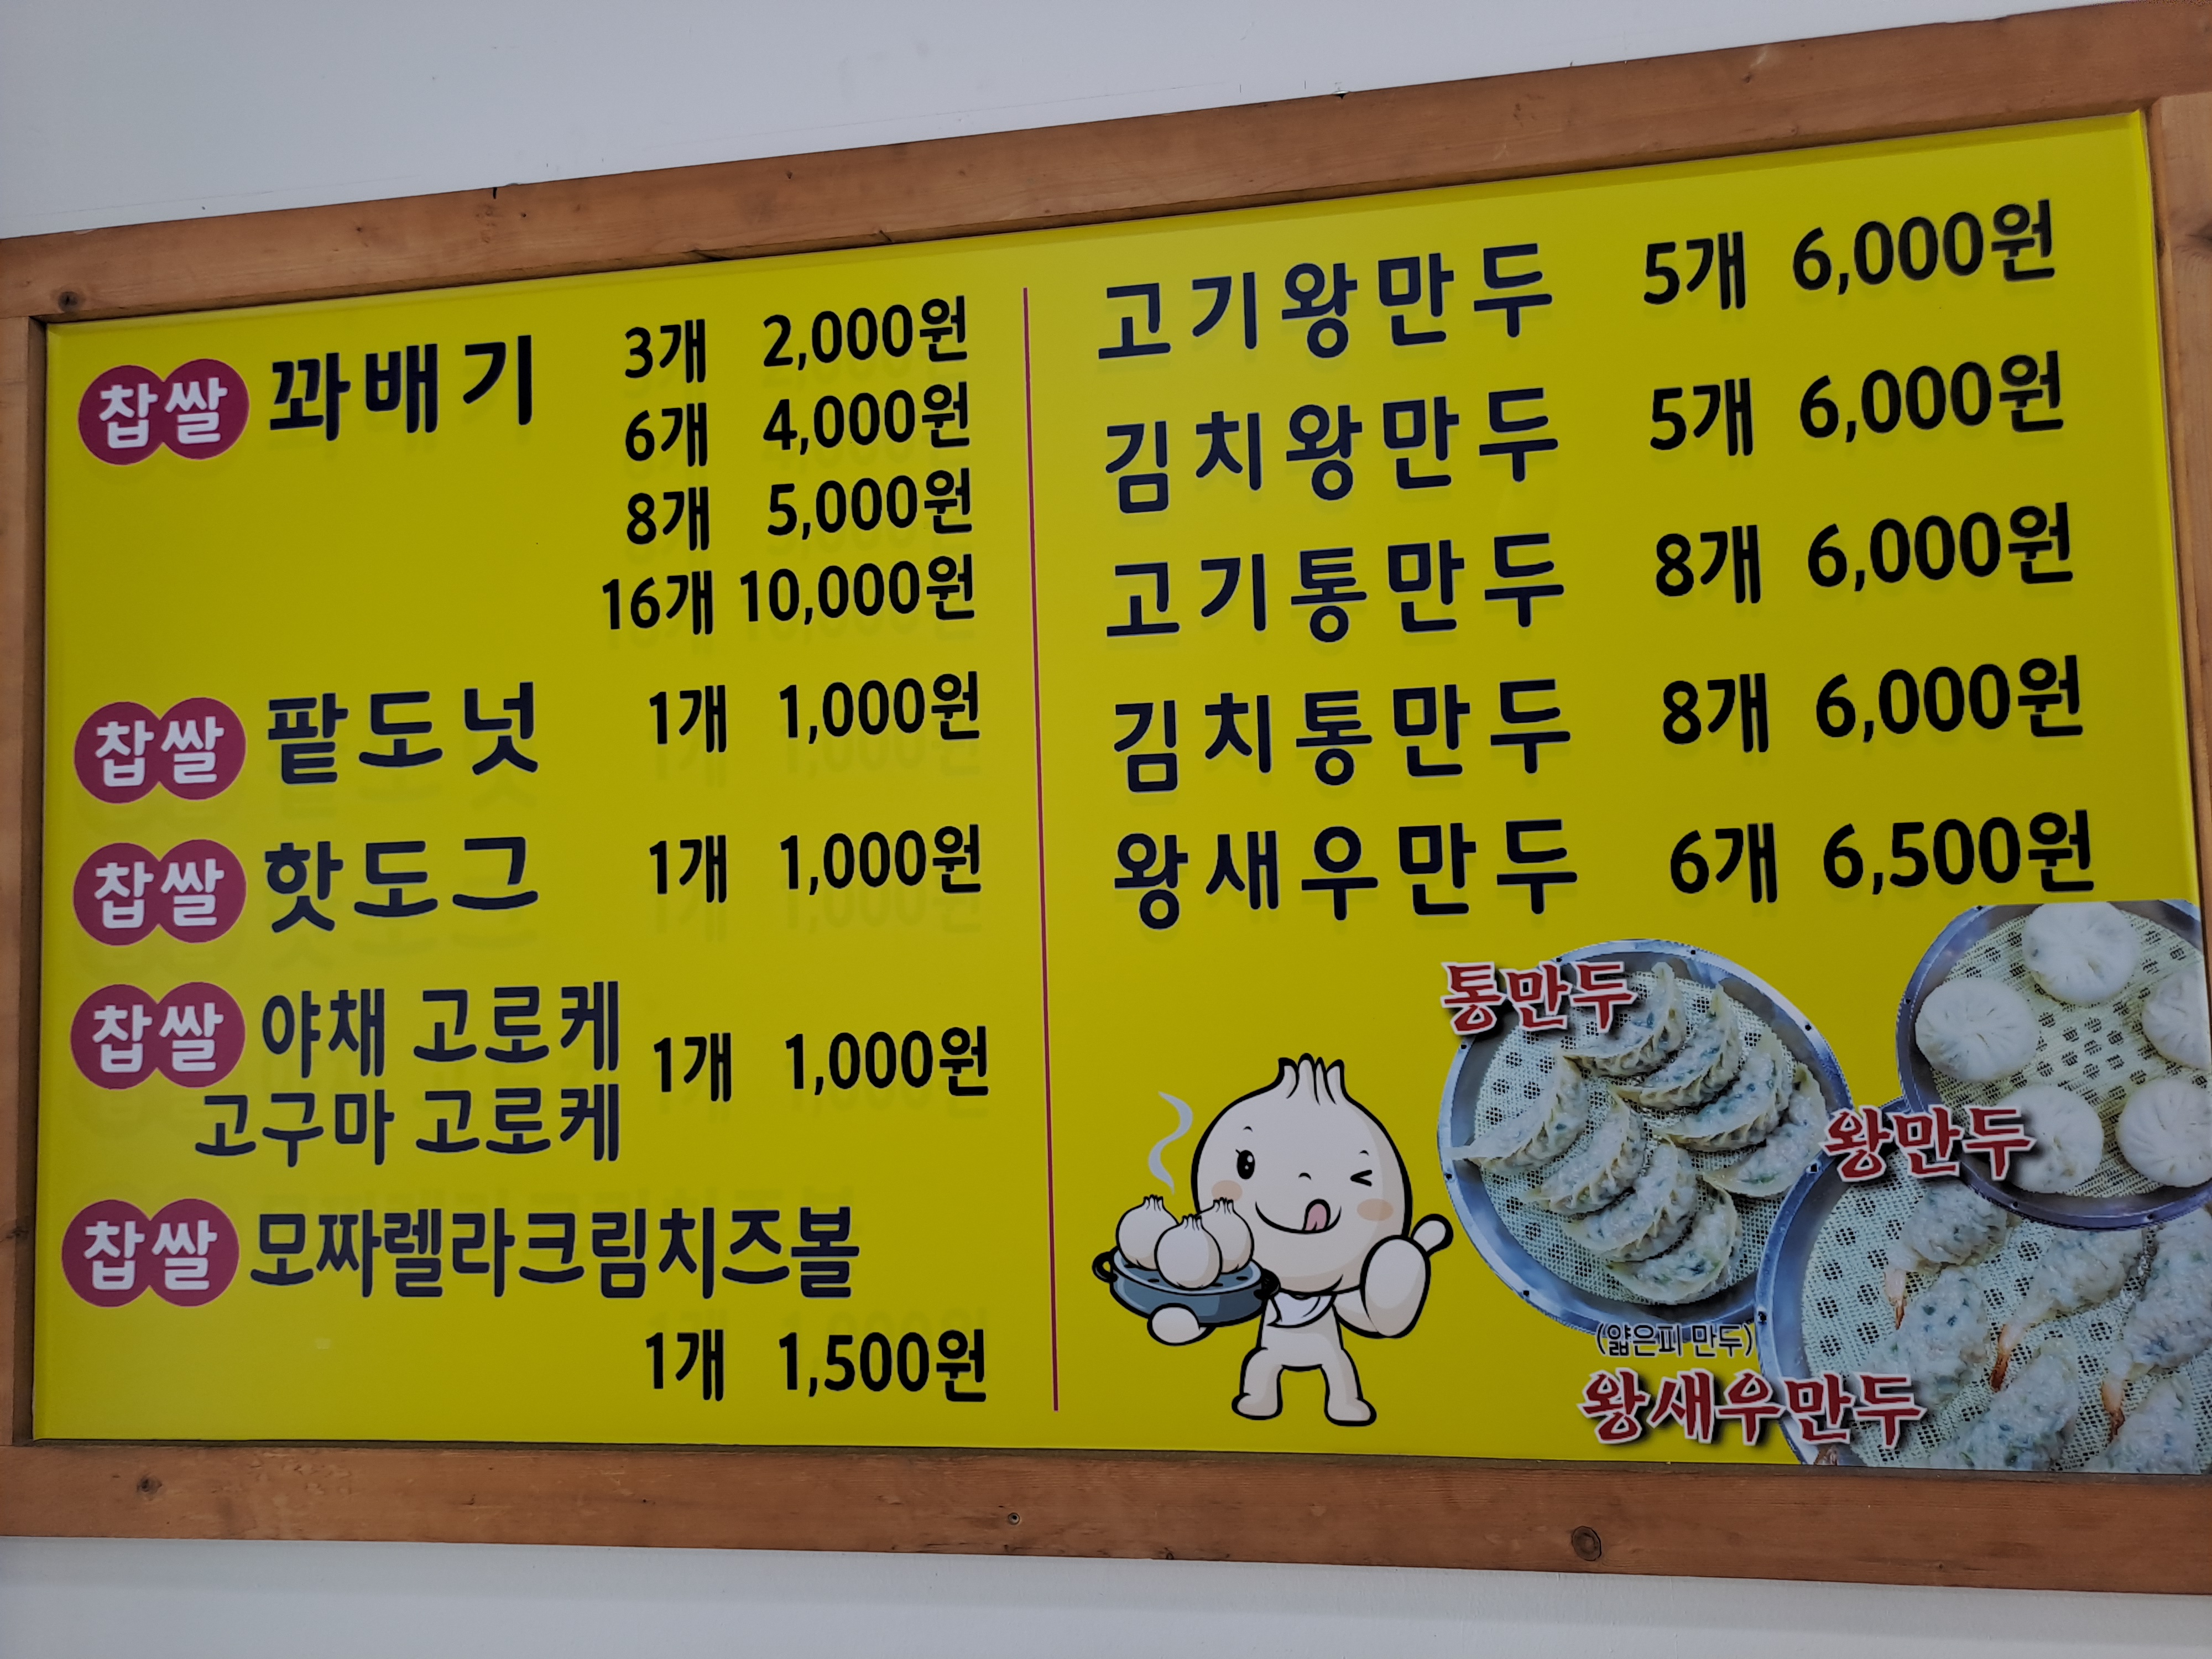 찹쌀 꽈배기 3개 2,000원
6개 4,000원
8개 5,000원
16개 10,000원
찹쌀 팥도넛 1개 1,000원
찹쌀 핫도그 1개 1,000원
찹쌀 야채 고로케
고구마 고로케 1개 1,000원
찹쌀 모짜렐라크림치즈볼
1개 1,500원
고기왕만두 5개 6,000원
김치왕만두 5개 6,000원
고기통만두 8개 6,000원
김치통만두 8개 6,000원
왕새우만두 6개 6,500원
통만두
왕만두
(얇은피 만두)
왕새우만두